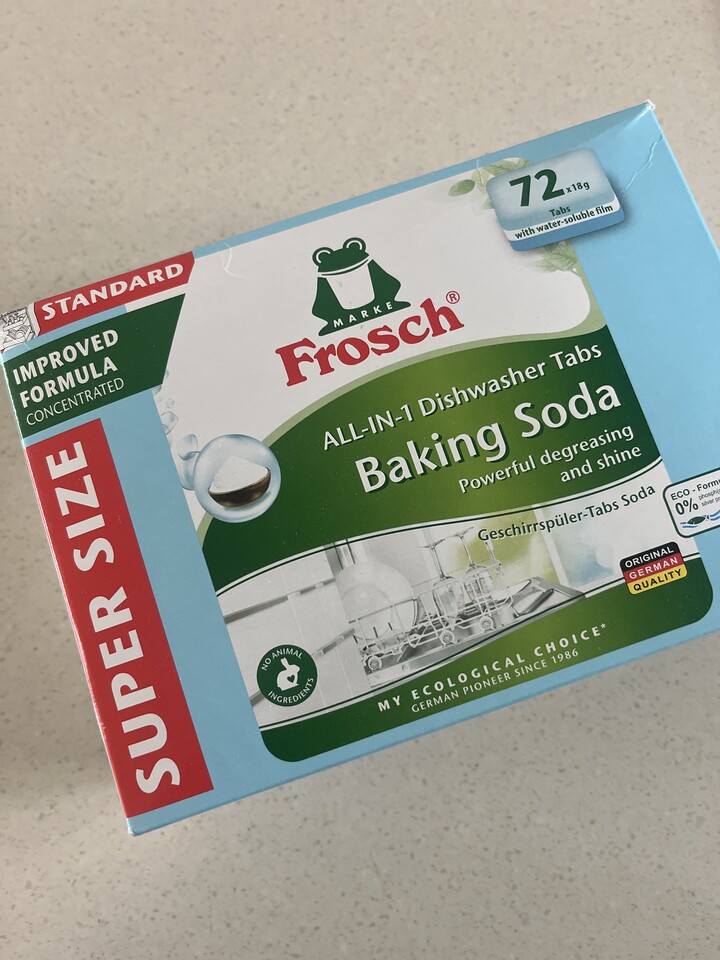 72 x 18g
Tabs
with water-soluble film
STANDARD
IMPROVED
FORMULA
CONCENTRATED
SUPER SIZE
MARKE
Frosch®
ALL-IN-1 Dishwasher Tabs
Baking Soda
Powerful degreasing
and shine
Geschirrspüler-Tabs Soda
ECO - Formu
0%
ORIGINAL
GERMAN
QUALITY
NO ANIMAL
INGREDIENTS
MY ECOLOGICAL CHOICE*
GERMAN PIONEER SINCE 1986